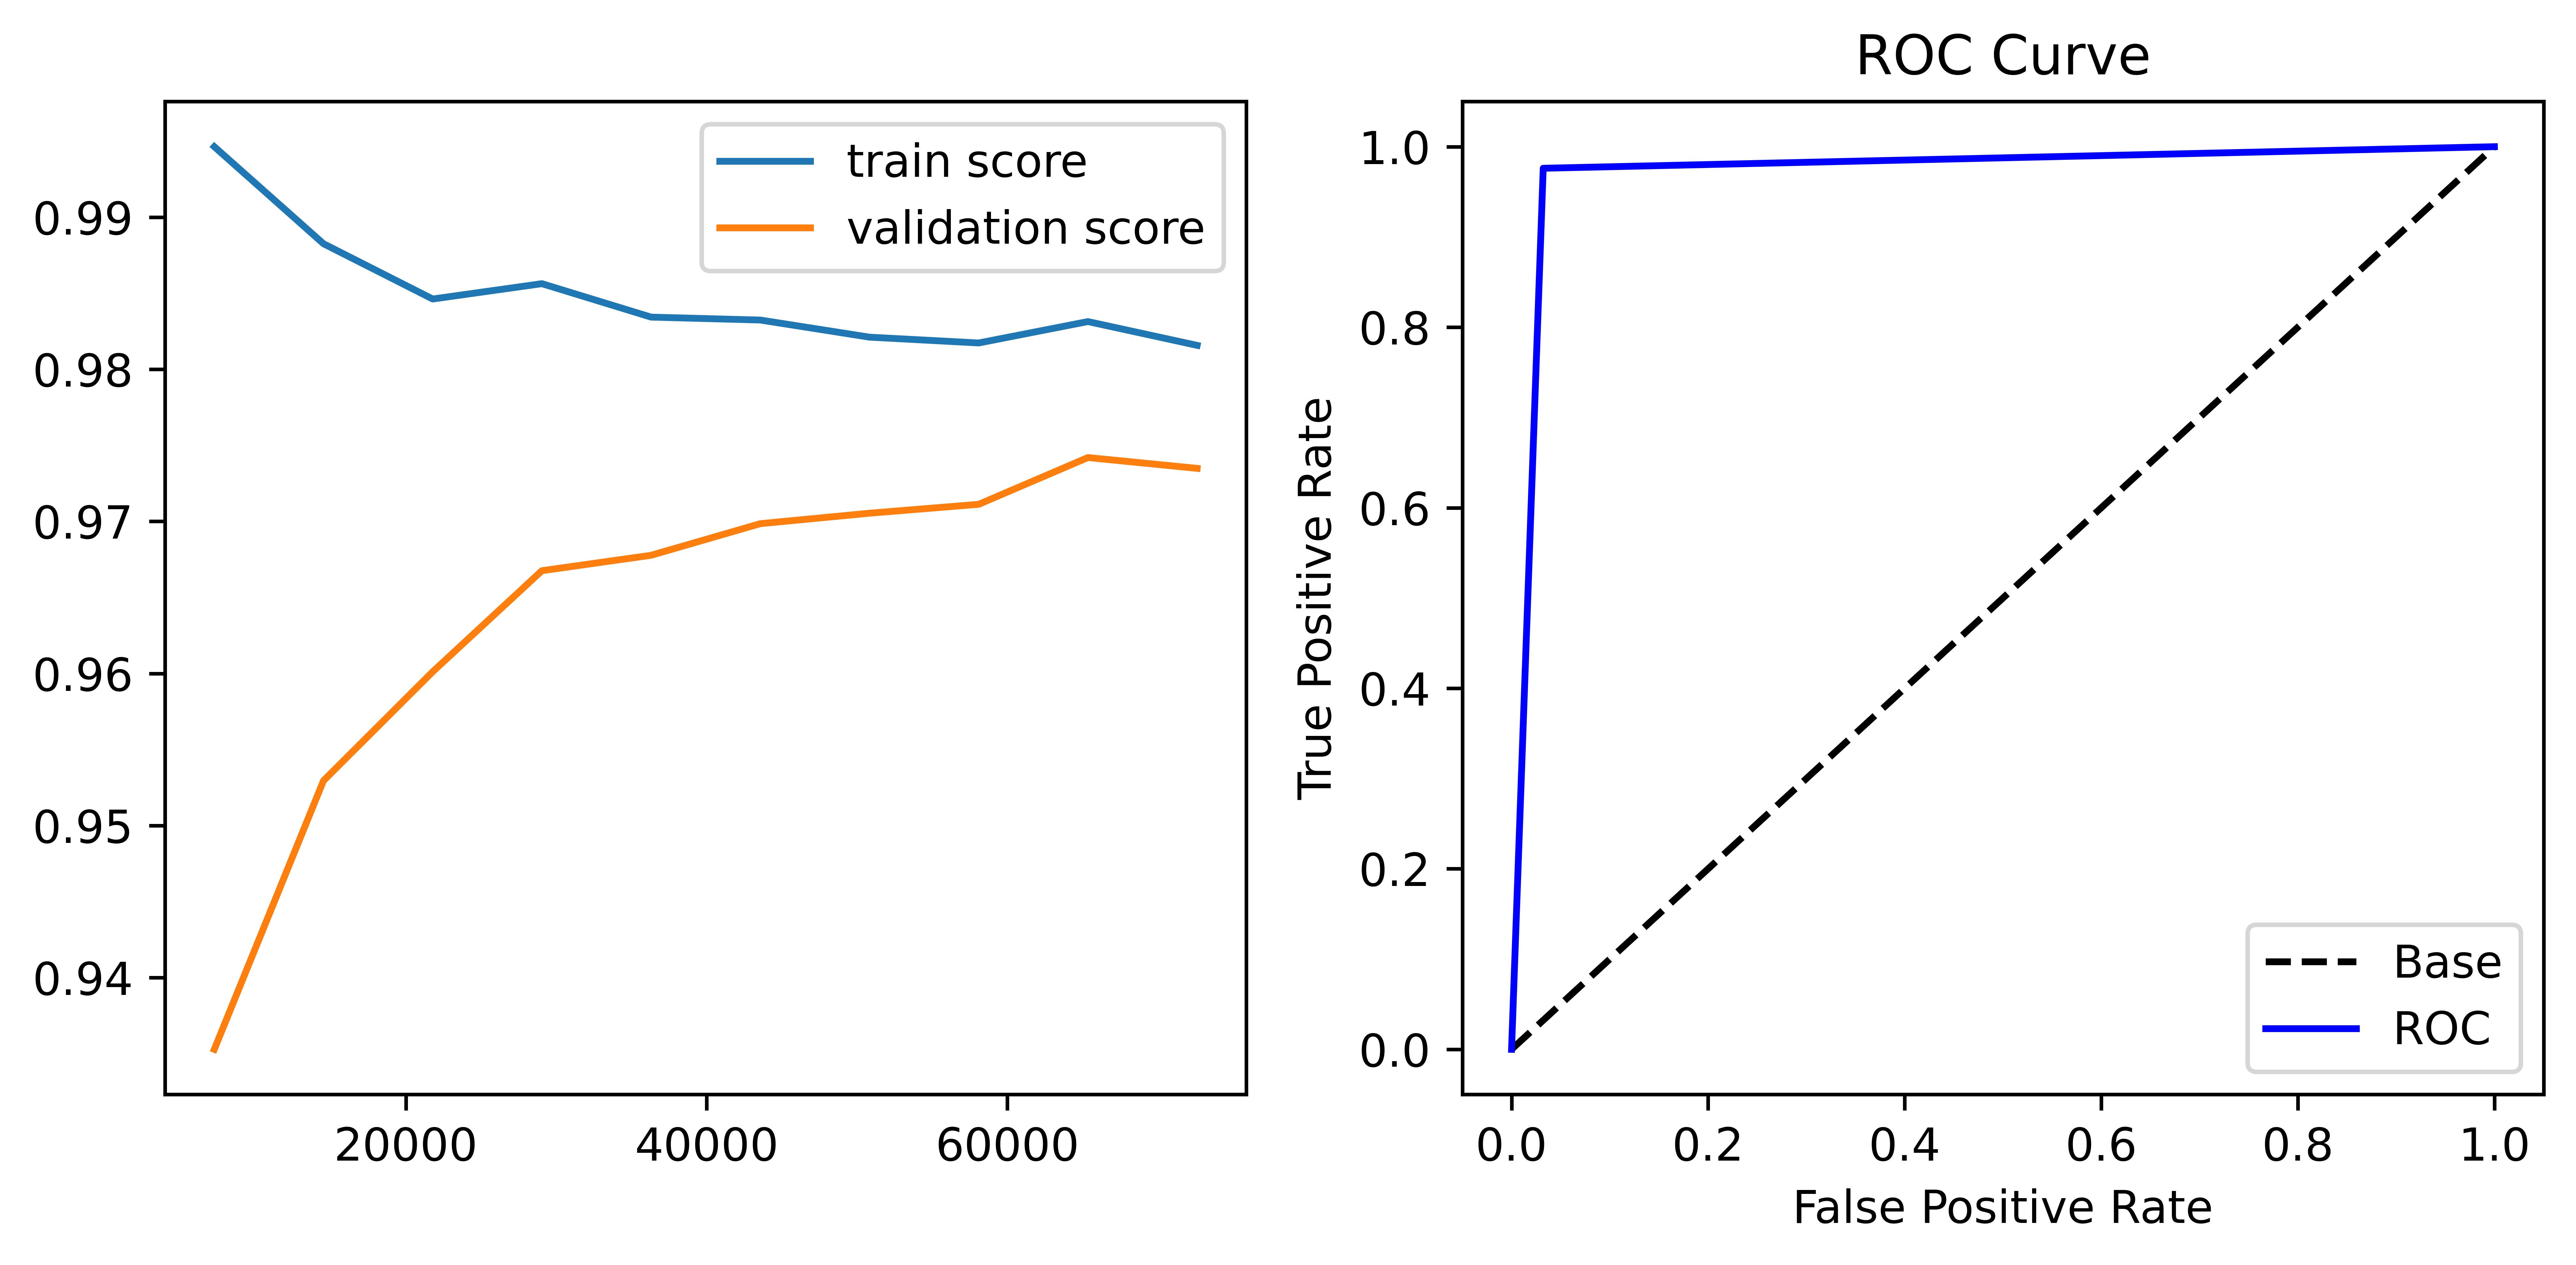 train score
validation score
0.99
0.98
0.97
0.96
0.95
0.94
20000 40000 60000
ROC Curve
True Positive Rate
1.0
0.8
0.6
0.4
0.2
0.0
Base
ROC
0.0 0.2 0.4 0.6 0.8 1.0
False Positive Rate